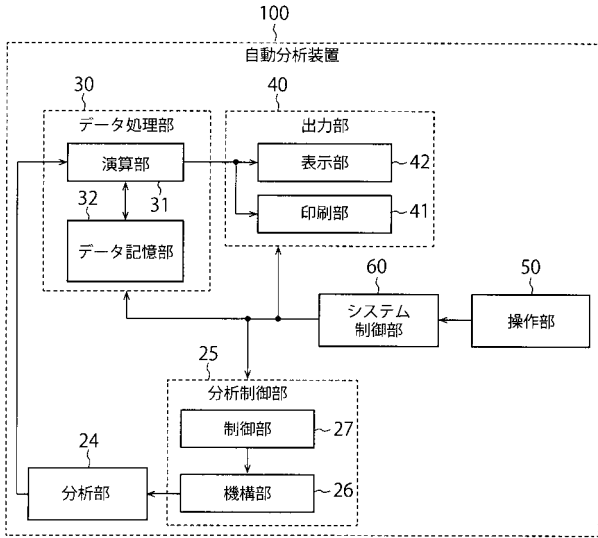 100
自動分析装置
30
40
データ処理部
出力部
演算部
表示部
42
32
31
印刷部
41
データ記憶部
60
50
システム
制御部
操作部
25
分析制御部
制御部
27
24
分析部
機構部
26